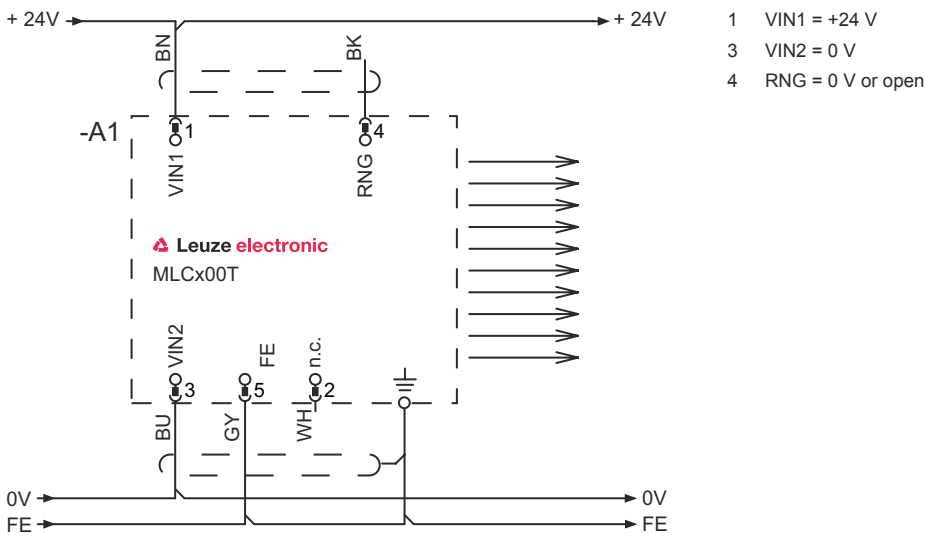 + 24V
+ 24V
1 VIN1 = +24 V
3 VIN2 = 0 V
4 RNG = 0 V or open
BN
BK
-A1
1
4
VIN1
RNG
Leuze electronic
MLCx00T
VIN2
FE
n.c.
3
5
2
BU
GY
WH
0V
0V
FE
FE